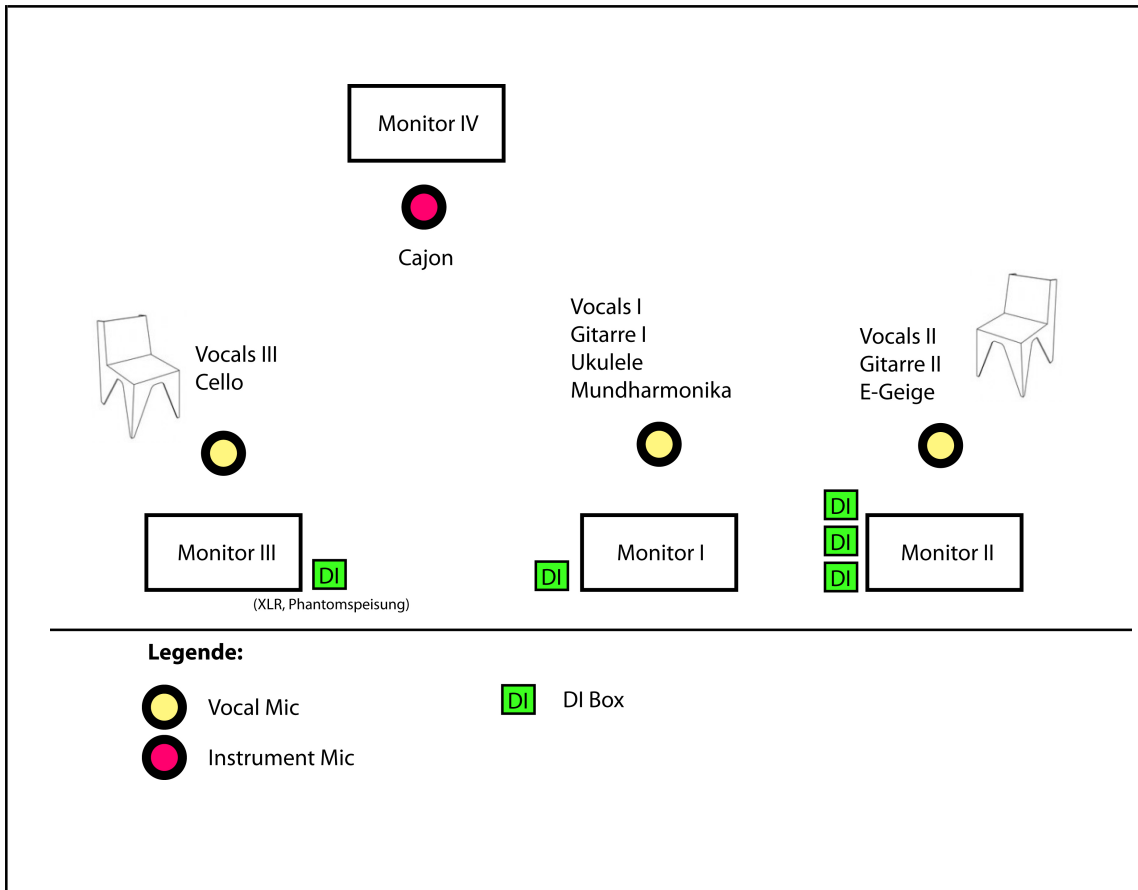 Monitor IV
Cajon
Vocals III
Cello
Vocals I
Gitarre I
Ukulele
Mundharmonika
Vocals II
Gitarre II
E-Geige
Monitor III
DI
(XLR, Phantomspeisung)
DI
Monitor I
DI
DI
DI
Monitor II
Legende:
Vocal Mic
Instrument Mic
DI
DI Box